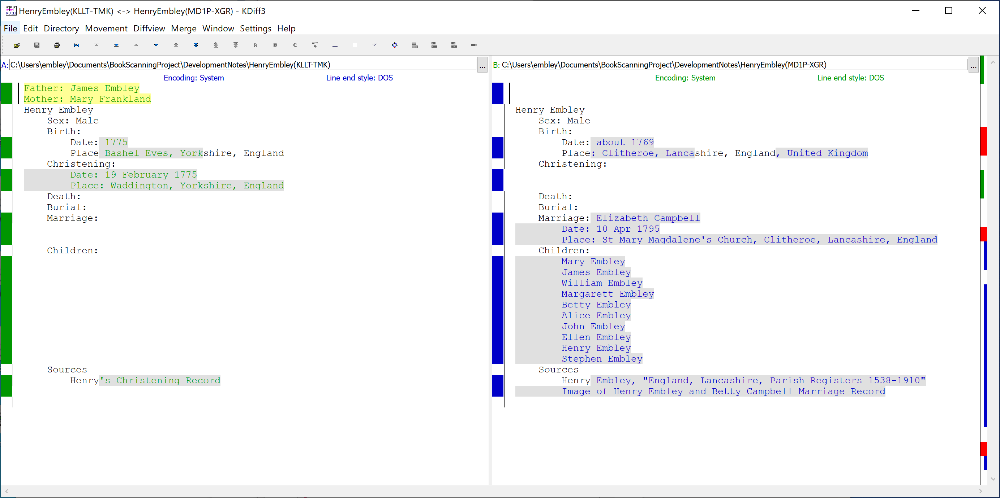 HenryEmbley(KLLT-TMK) <-> HenryEmbley(MD1P-XGR) - KDiff3
File Edit Directory Movement Diffview Merge Window Settings Help
A B C AUTO --- 123
A: C:\Users\embley\Documents\BookScanningProject\DevelopmentNotes\HenryEmbley(KLLT-TMK) ...
Encoding: System Line end style: DOS
Father: James Embley
Mother: Mary Frankland
Henry Embley
Sex: Male
Birth:
Date: 1775
Place Bashel Eves, Yorkshire, England
Christening:
Date: 19 February 1775
Place: Waddington, Yorkshire, England
Death:
Burial:
Marriage:
Children:
Sources
Henry's Christening Record
B: C:\Users\embley\Documents\BookScanningProject\DevelopmentNotes\HenryEmbley(MD1P-XGR) ...
Encoding: System Line end style: DOS
Henry Embley
Sex: Male
Birth:
Date: about 1769
Place: Clitheroe, Lancashire, England, United Kingdom
Christening:
Death:
Burial:
Marriage: Elizabeth Campbell
Date: 10 Apr 1795
Place: St Mary Magdalene's Church, Clitheroe, Lancashire, England
Children:
Mary Embley
James Embley
William Embley
Margarett Embley
Betty Embley
Alice Embley
John Embley
Ellen Embley
Henry Embley
Stephen Embley
Sources
Henry Embley, "England, Lancashire, Parish Registers 1538-1910"
Image of Henry Embley and Betty Campbell Marriage Record